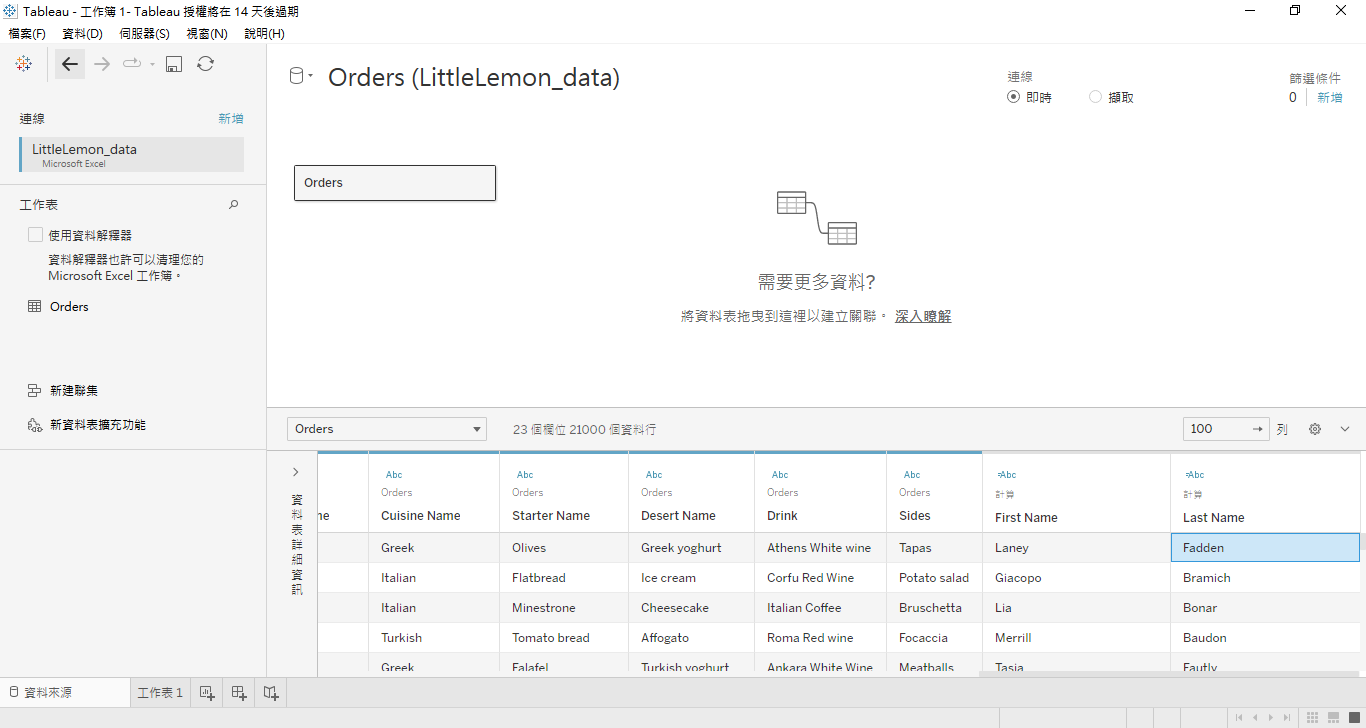 Tableau - 工作簿 1- Tableau 授權將在 14 天後過期
檔案(F) 資料(D) 伺服器(S) 視窗(N) 說明(H)
連線 新增
LittleLemon_data
Microsoft Excel
工作表
使用資料解釋器
資料解釋器也許可以清理您的
Microsoft Excel 工作簿。
Orders
新建聯集
新資料表擴充功能
Orders (LittleLemon_data)
連線
即時 擷取
篩選條件
0 新增
Orders
需要更多資料?
將資料表拖曳到這裡以建立關聯。 深入瞭解
Orders 23 個欄位 21000 個資料行 100 列
資料表詳細資訊
Abc Abc Abc Abc Abc Abc Abc
Orders Orders Orders Orders Orders 計算 計算
ne Cuisine Name Starter Name Desert Name Drink Sides First Name Last Name
Greek Olives Greek yoghurt Athens White wine Tapas Laney Fadden
Italian Flatbread Ice cream Corfu Red Wine Potato salad Giacopo Bramich
Italian Minestrone Cheesecake Italian Coffee Bruschetta Lia Bonar
Turkish Tomato bread Affogato Roma Red wine Focaccia Merrill Baudon
Greek Falafel Turkish yoghurt Ankara White Wine Meatballs Tasia Fautly
資料來源 工作表 1